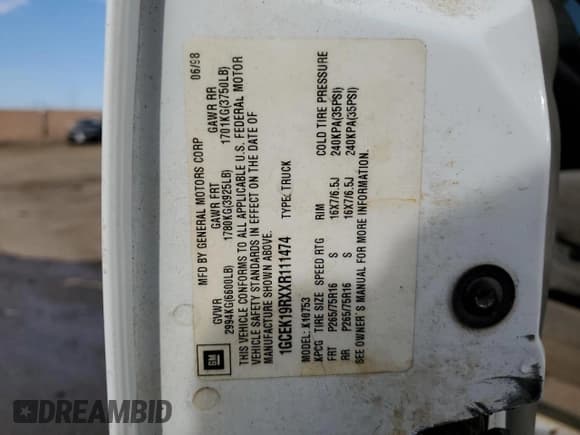 MFD BY GENERAL MOTORS CORP 06/98
GVWR GAWR FRT GAWR RR
2994KG(6600LB) 1780KG(3925LB) 1701KG(3750LB)
THIS VEHICLE CONFORMS TO ALL APPLICABLE U.S. FEDERAL MOTOR
VEHICLE SAFETY STANDARDS IN EFFECT ON THE DATE OF
MANUFACTURE SHOWN ABOVE.
1GCEK19RXXR111474 TYPE: TRUCK
MODEL: K10753
XPCG TIRE SIZE SPEED RTG RIM COLD TIRE PRESSURE
FRT P265/75R16 S 16X7/6.5J 240KPA(35PSI)
RR P265/75R16 S 16X7/6.5J 240KPA(35PSI)
SEE OWNER'S MANUAL FOR MORE INFORMATION.
GM
DREAMBID